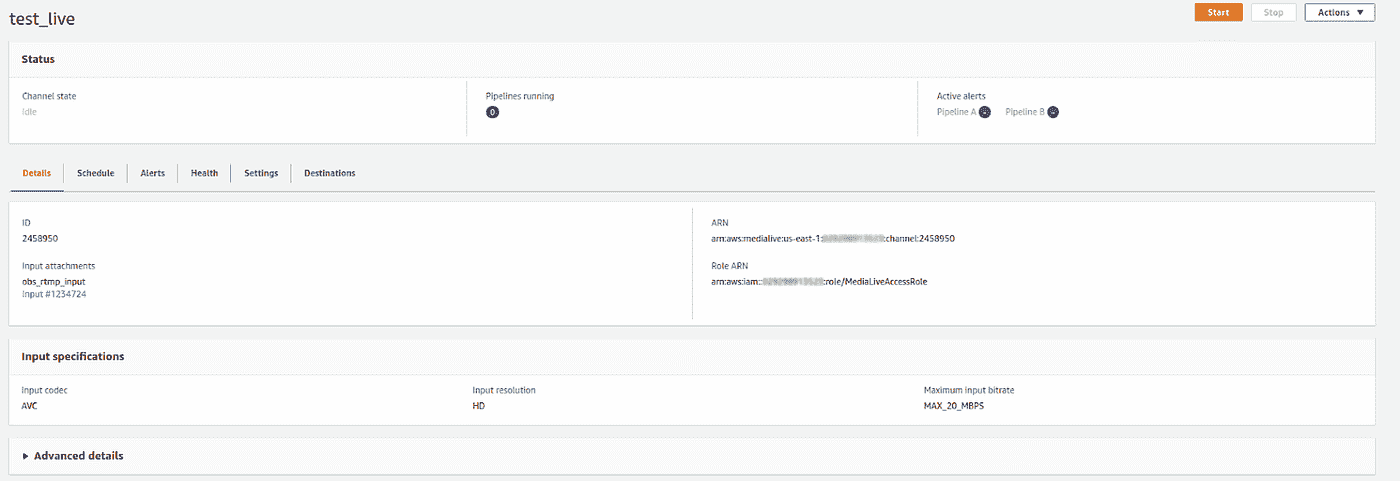 test_live
Start
Stop
Actions
Status
Channel state
Idle
Pipelines running
0
Active alerts
Pipeline A
Pipeline B
Details
Schedule
Alerts
Health
Settings
Destinations
ID
2458950
ARN
arn:aws:medialive:us-east-1: :channel:2458950
Input attachments
obs_rtmp_input
Input #1234724
Role ARN
arn:aws:iam:: :role/MediaLiveAccessRole
Input specifications
Input codec
AVC
Input resolution
HD
Maximum input bitrate
MAX_20_MBPS
Advanced details